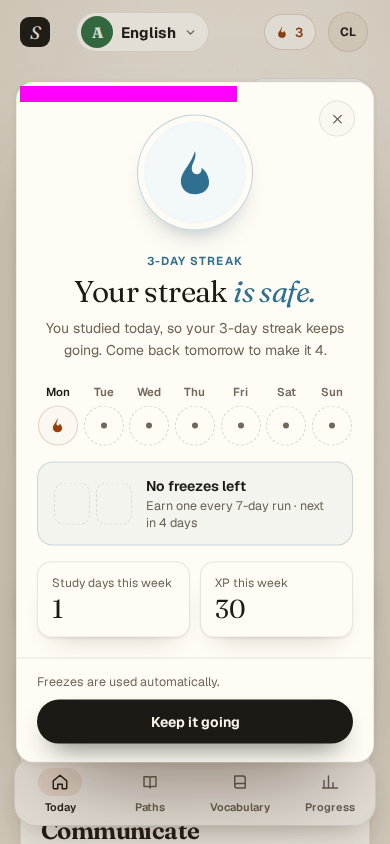 S
A English
3
CL
3-DAY STREAK
Your streak is safe.
You studied today, so your 3-day streak keeps
going. Come back tomorrow to make it 4.
Mon Tue Wed Thu Fri Sat Sun
No freezes left
Earn one every 7-day run · next
in 4 days
Study days this week
1
XP this week
30
Freezes are used automatically.
Keep it going
Today Paths Vocabulary Progress
Communicate